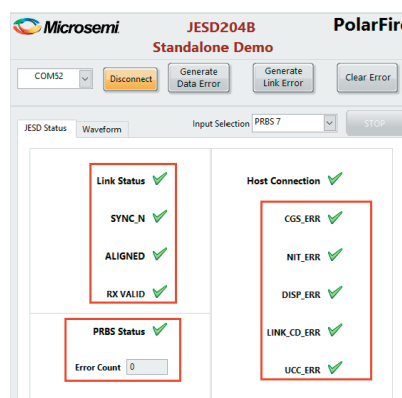 Microsemi JESD204B PolarFire
Standalone Demo
COM52 Disconnect Generate Data Error Generate Link Error Clear Error
JESD Status Waveform Input Selection PRBS 7 STOP
Link Status Host Connection
SYNC_N CGS_ERR
ALIGNED NIT_ERR
RX VALID DISP_ERR
PRBS Status LINK_CD_ERR
Error Count 0 UCC_ERR